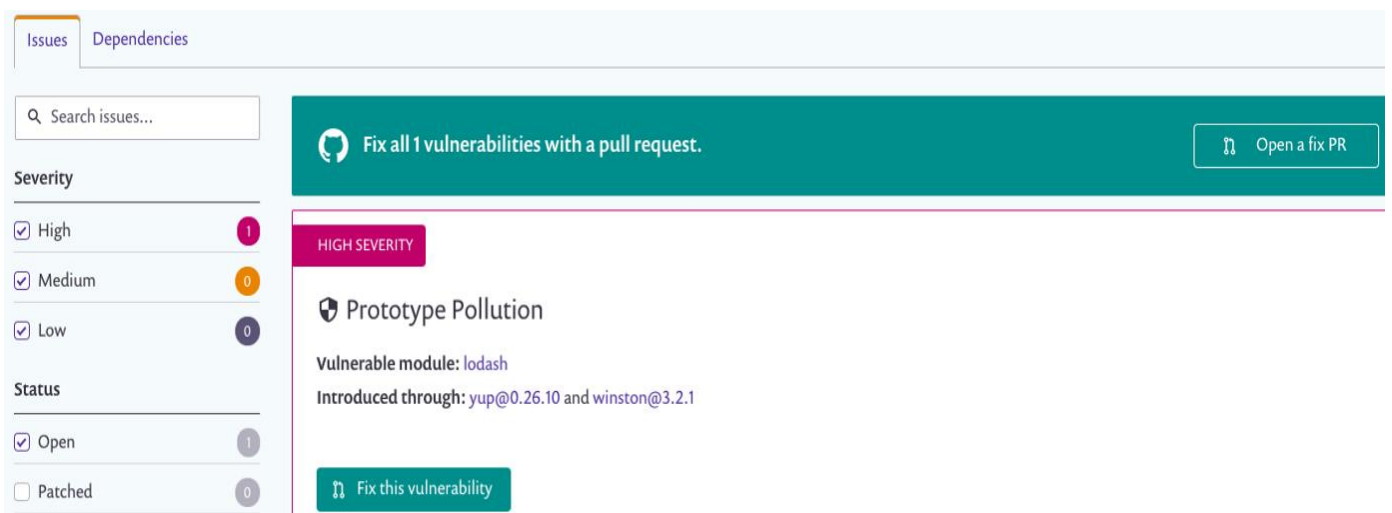 Issues
Dependencies
Search issues...
Severity
High 1
Medium 0
Low 0
Status
Open 1
Patched 0
Fix all 1 vulnerabilities with a pull request.
Open a fix PR
HIGH SEVERITY
Prototype Pollution
Vulnerable module: lodash
Introduced through: yup@0.26.10 and winston@3.2.1
Fix this vulnerability